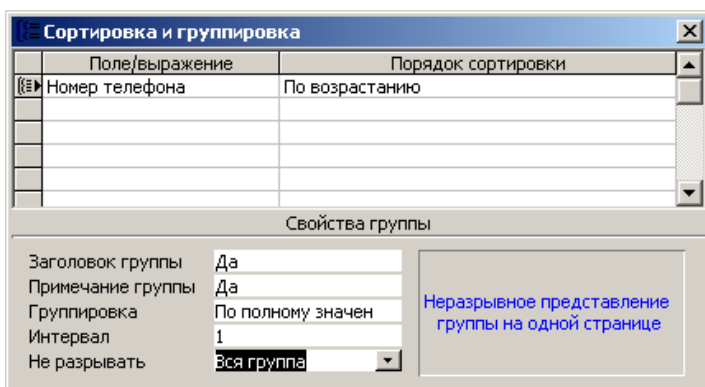 Сортировка и группировка
Поле/выражение Порядок сортировки
Номер телефона По возрастанию
Свойства группы
Заголовок группы Да
Примечание группы Да
Группировка По полному значен
Интервал 1
Не разрывать Вся группа
Неразрывное представление
группы на одной странице